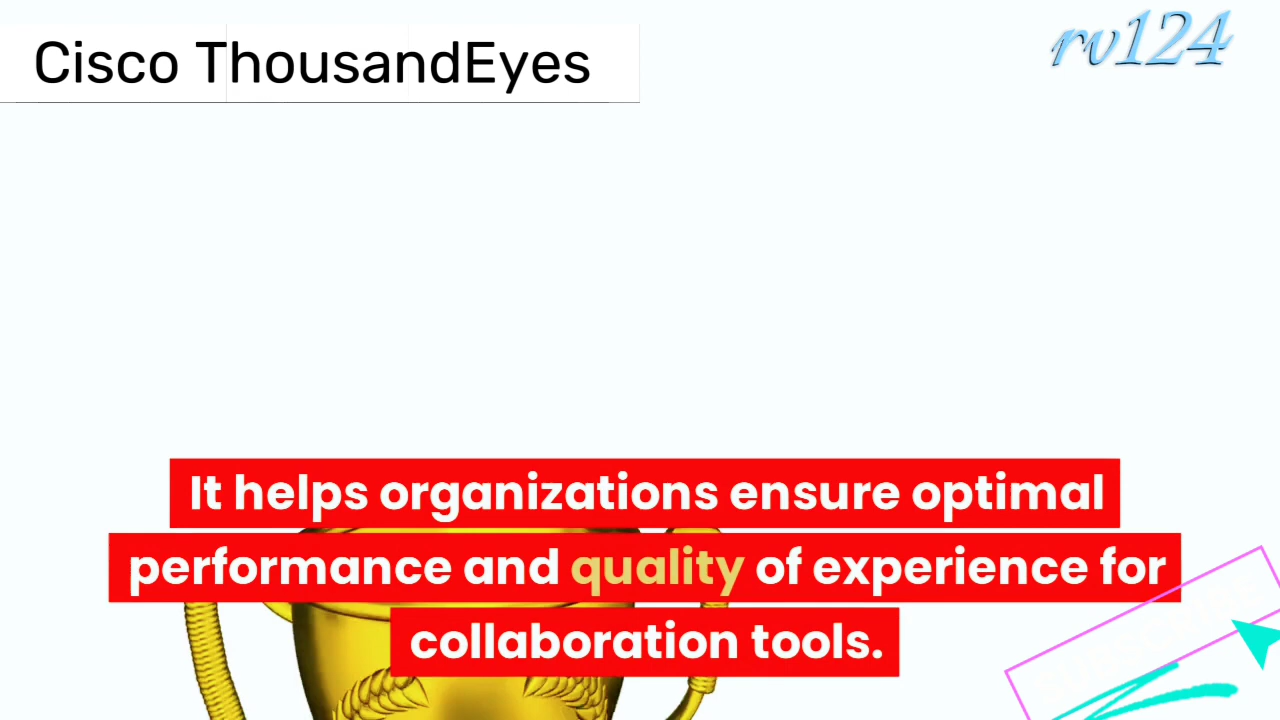 Cisco ThousandEyes
rv124
It helps organizations ensure optimal
performance and quality of experience for
collaboration tools.